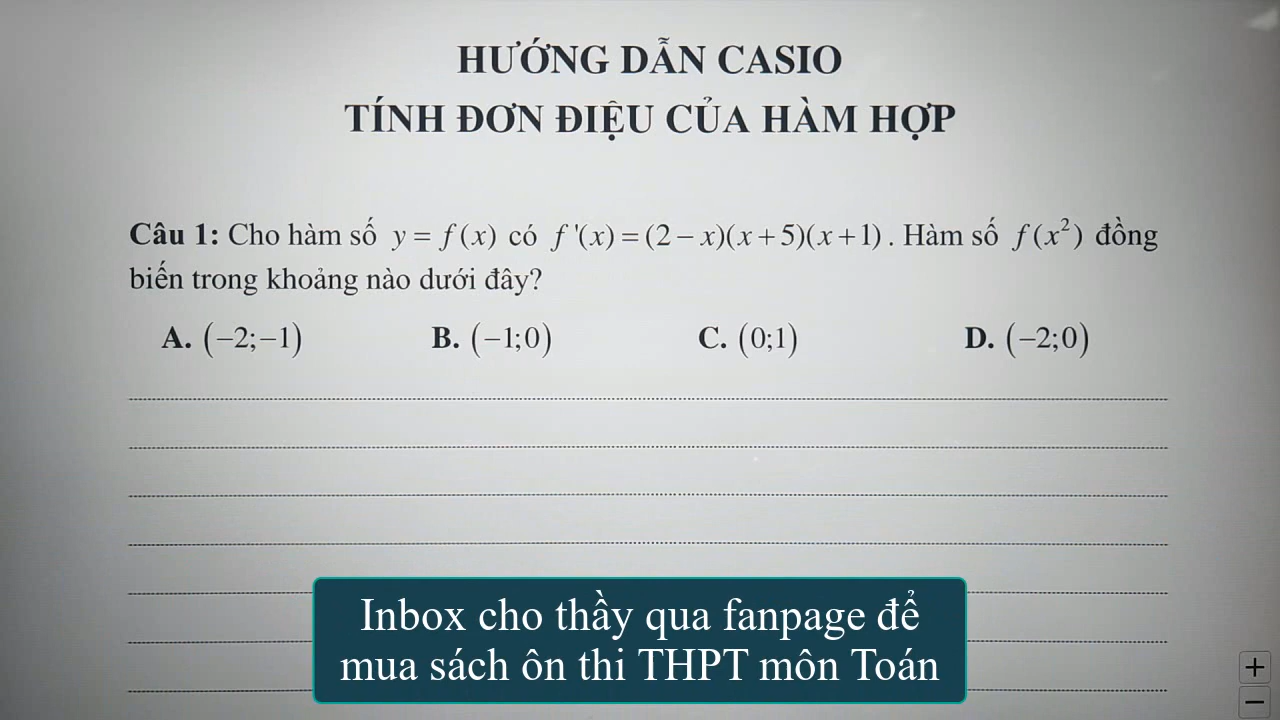 HƯỚNG DẪN CASIO
TÍNH ĐƠN ĐIỆU CỦA HÀM HỢP
Câu 1: Cho hàm số y = f(x) có f'(x) = (2 − x)(x + 5)(x + 1). Hàm số f(x²) đồng
biến trong khoảng nào dưới đây?
A. (−2;−1) B. (−1;0) C. (0;1) D. (−2;0)
Inbox cho thầy qua fanpage để
mua sách ôn thi THPT môn Toán
+
−